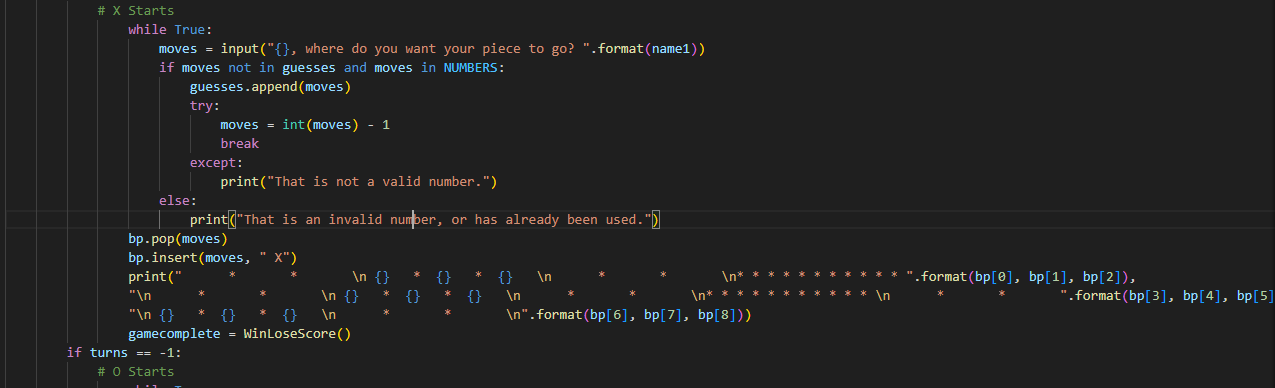 # X Starts
while True:
moves = input("{}, where do you want your piece to go? ".format(name1))
if moves not in guesses and moves in NUMBERS:
guesses.append(moves)
try:
moves = int(moves) - 1
break
except:
print("That is not a valid number.")
else:
print("That is an invalid number, or has already been used.")
bp.pop(moves)
bp.insert(moves, " X")
print("      *       *       \n {}   *  {}   *  {}   \n      *       *       \n* * * * * * * * * * * ".format(bp[0], bp[1], bp[2]),
"\n      *       *       \n {}   *  {}   *  {}   \n      *       *       \n* * * * * * * * * * * \n      *       *       ".format(bp[3], bp[4], bp[5]
"\n {}   *  {}   *  {}   \n      *       *       \n".format(bp[6], bp[7], bp[8]))
gamecomplete = WinLoseScore()
if turns == -1:
# O Starts
while T